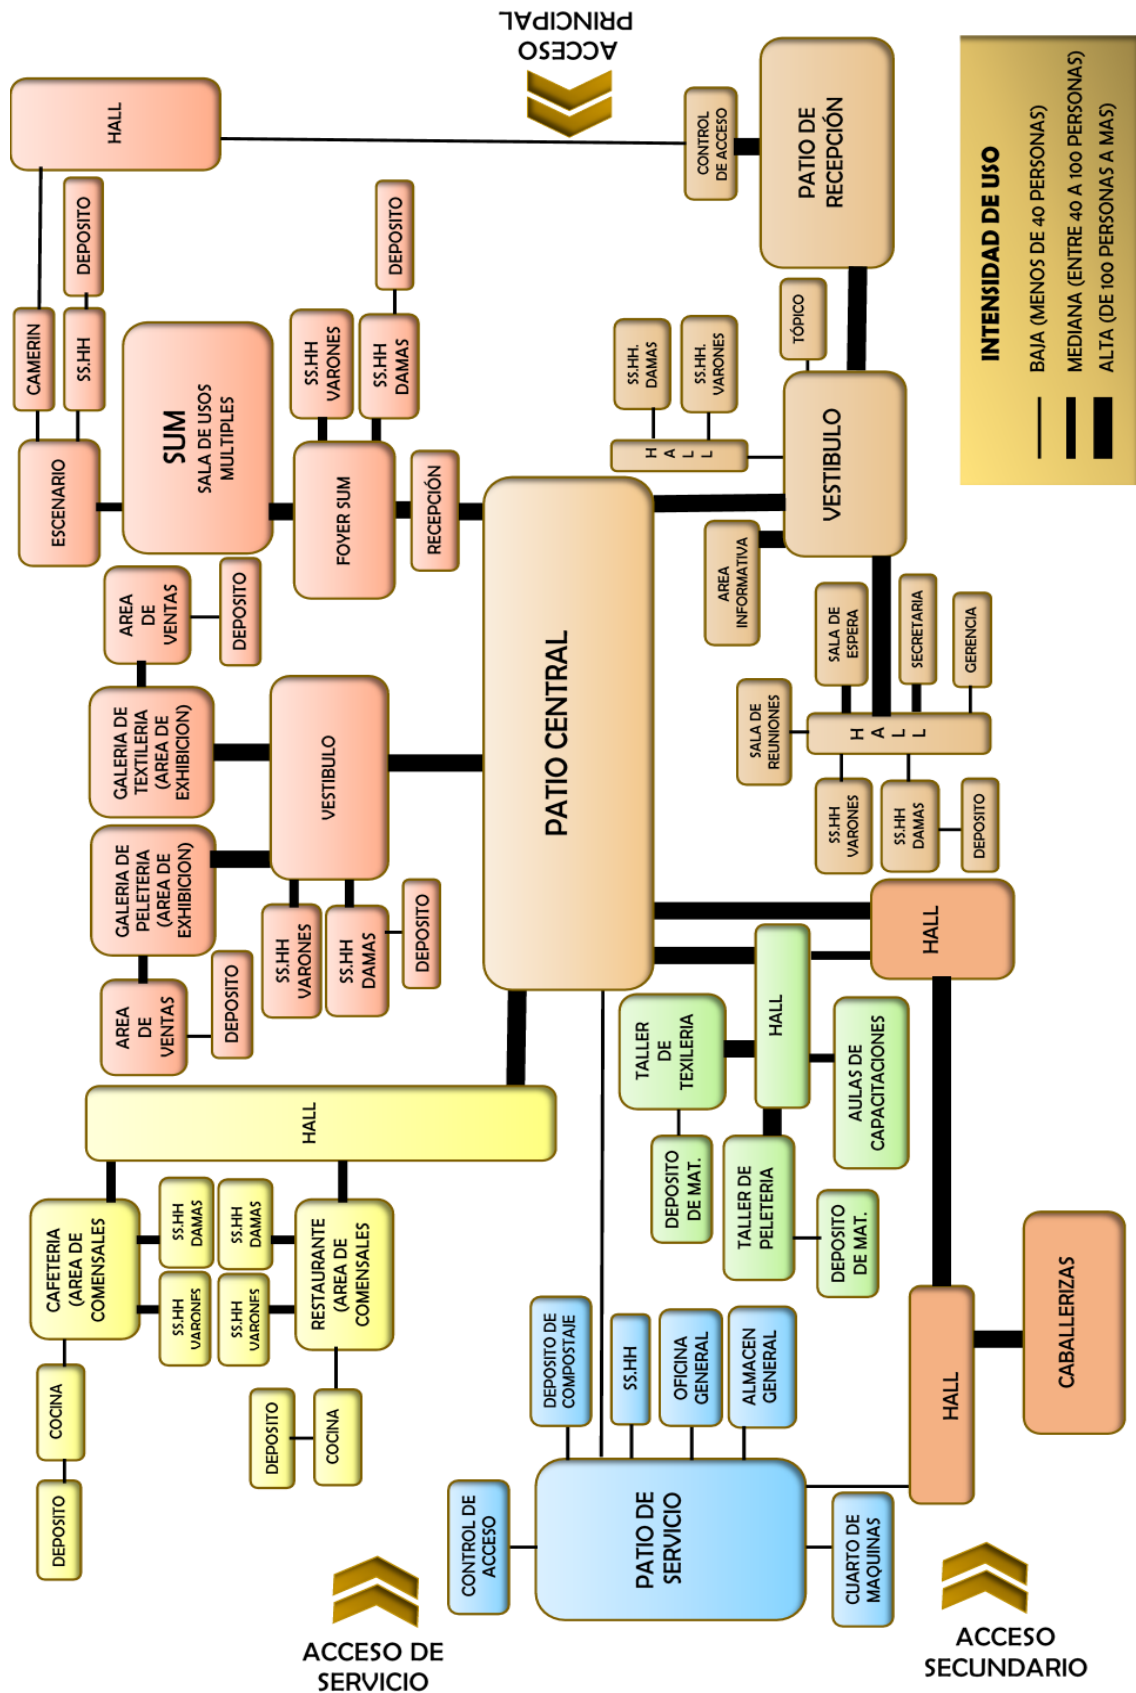 ACCESO
PRINCIPAL
HALL
CONTROL
DE ACCESO
PATIO DE
RECEPCIÓN
INTENSIDAD DE USO
BAJA (MENOS DE 40 PERSONAS)
MEDIANA (ENTRE 40 A 100 PERSONAS)
ALTA (DE 100 PERSONAS A MAS)
CAMERIN
SS.HH
DEPOSITO
ESCENARIO
SUM
SALA DE USOS
MULTIPLES
SS.HH
VARONES
SS.HH
DAMAS
DEPOSITO
FOYER SUM
RECEPCIÓN
SS.HH.
DAMAS
SS.HH.
VARONES
HALL
TÓPICO
VESTIBULO
AREA
INFORMATIVA
PATIO CENTRAL
AREA
DE
VENTAS
DEPOSITO
GALERIA DE
TEXTILERIA
(AREA DE
EXHIBICION)
GALERIA DE
PELETERIA
(AREA DE
EXHIBICION)
VESTIBULO
SS.HH
VARONES
SS.HH
DAMAS
DEPOSITO
AREA
DE
VENTAS
DEPOSITO
SALA DE
ESPERA
SECRETARIA
GERENCIA
SALA DE
REUNIONES
HALL
SS.HH
VARONES
SS.HH
DAMAS
DEPOSITO
HALL
HALL
TALLER
DE
TEXILERIA
DEPOSITO
DE MAT.
TALLER DE
PELETERIA
DEPOSITO
DE MAT.
AULAS DE
CAPACITACIONES
HALL
CAFETERIA
(AREA DE
COMENSALES
SS.HH
DAMAS
SS.HH
DAMAS
SS.HH
VARONES
SS.HH
VARONES
RESTAURANTE
(AREA DE
COMENSALES
COCINA
DEPOSITO
DEPOSITO
COCINA
DEPOSITO DE
COMPOSTAJE
SS.HH
OFICINA
GENERAL
ALMACEN
GENERAL
CONTROL DE
ACCESO
PATIO DE
SERVICIO
CUARTO DE
MAQUINAS
HALL
CABALLERIZAS
ACCESO DE
SERVICIO
ACCESO
SECUNDARIO